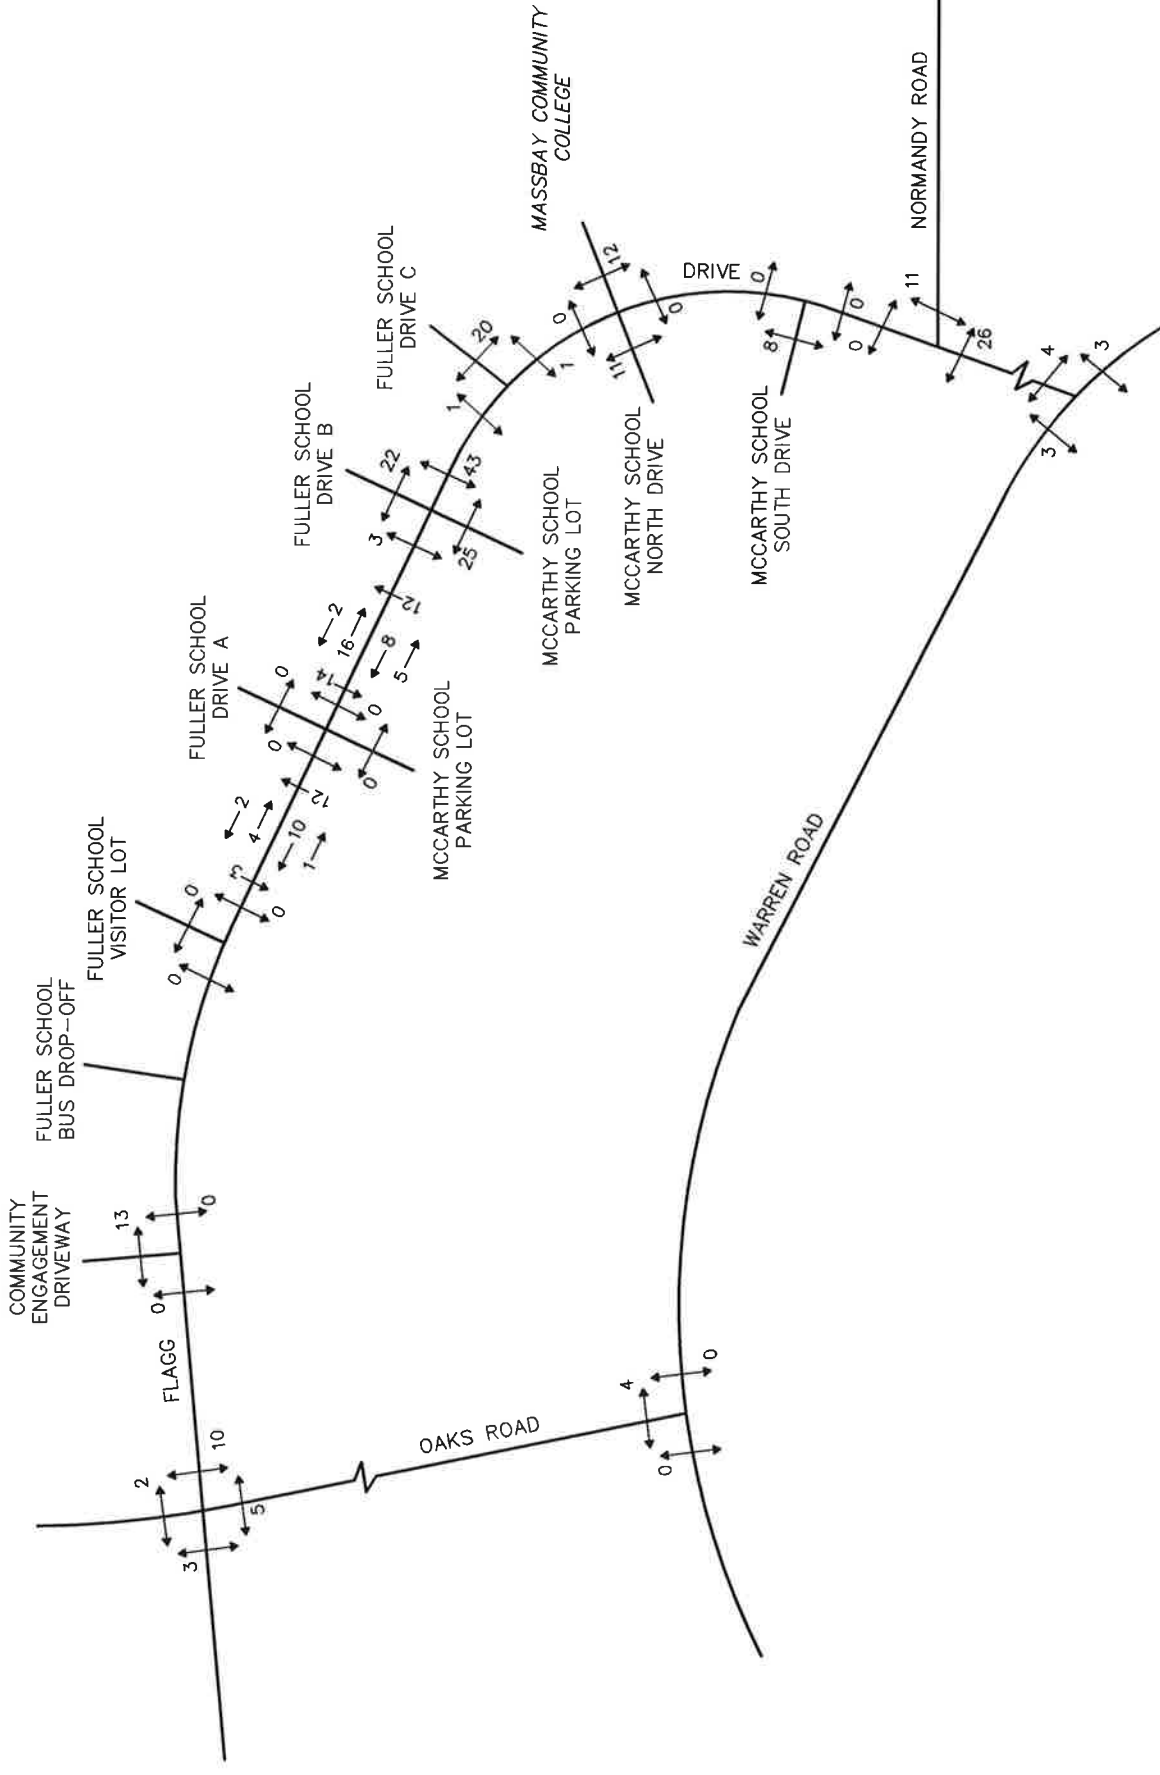 COMMUNITY
ENGAGEMENT
DRIVEWAY
FULLER SCHOOL
BUS DROP-OFF
FULLER SCHOOL
VISITOR LOT
FULLER SCHOOL
DRIVE A
FULLER SCHOOL
DRIVE B
FULLER SCHOOL
DRIVE C
MASSBAY COMMUNITY
COLLEGE
2
3
10
5
FLAGG
0
13
0
0
0
0
3
2
4
10
1
12
0
0
0
0
14
2
16
8
5
12
3
22
43
25
1
20
1
0
12
11
0
DRIVE
0
8
0
0
11
26
4
3
3
MCCARTHY SCHOOL
PARKING LOT
MCCARTHY SCHOOL
PARKING LOT
MCCARTHY SCHOOL
NORTH DRIVE
MCCARTHY SCHOOL
SOUTH DRIVE
NORMANDY ROAD
OAKS ROAD
4
0
0
WARREN ROAD